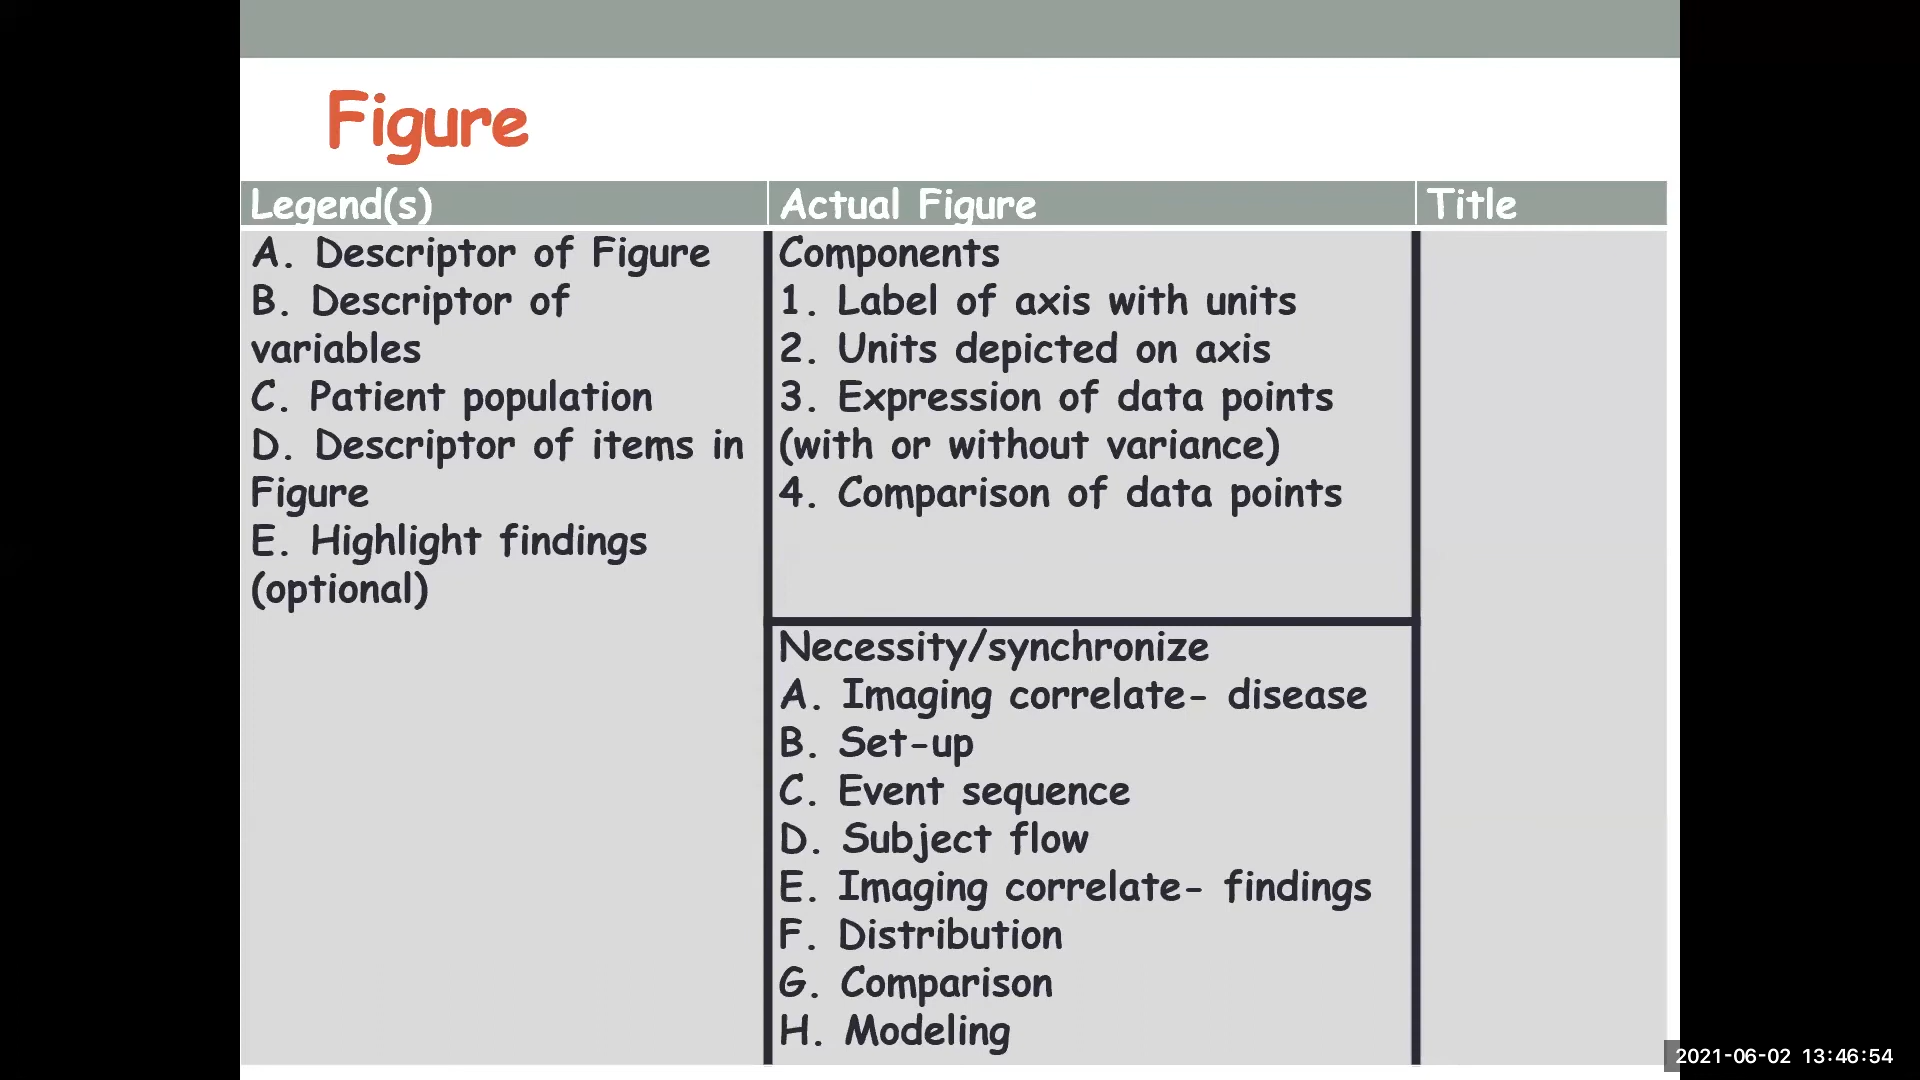 Figure
Legend(s)
Actual Figure
Title
A. Descriptor of Figure
B. Descriptor of
variables
C. Patient population
D. Descriptor of items in
Figure
E. Highlight findings
(optional)
Components
1. Label of axis with units
2. Units depicted on axis
3. Expression of data points
(with or without variance)
4. Comparison of data points
Necessity/synchronize
A. Imaging correlate- disease
B. Set-up
C. Event sequence
D. Subject flow
E. Imaging correlate- findings
F. Distribution
G. Comparison
H. Modeling
2021-06-02 13:46:54